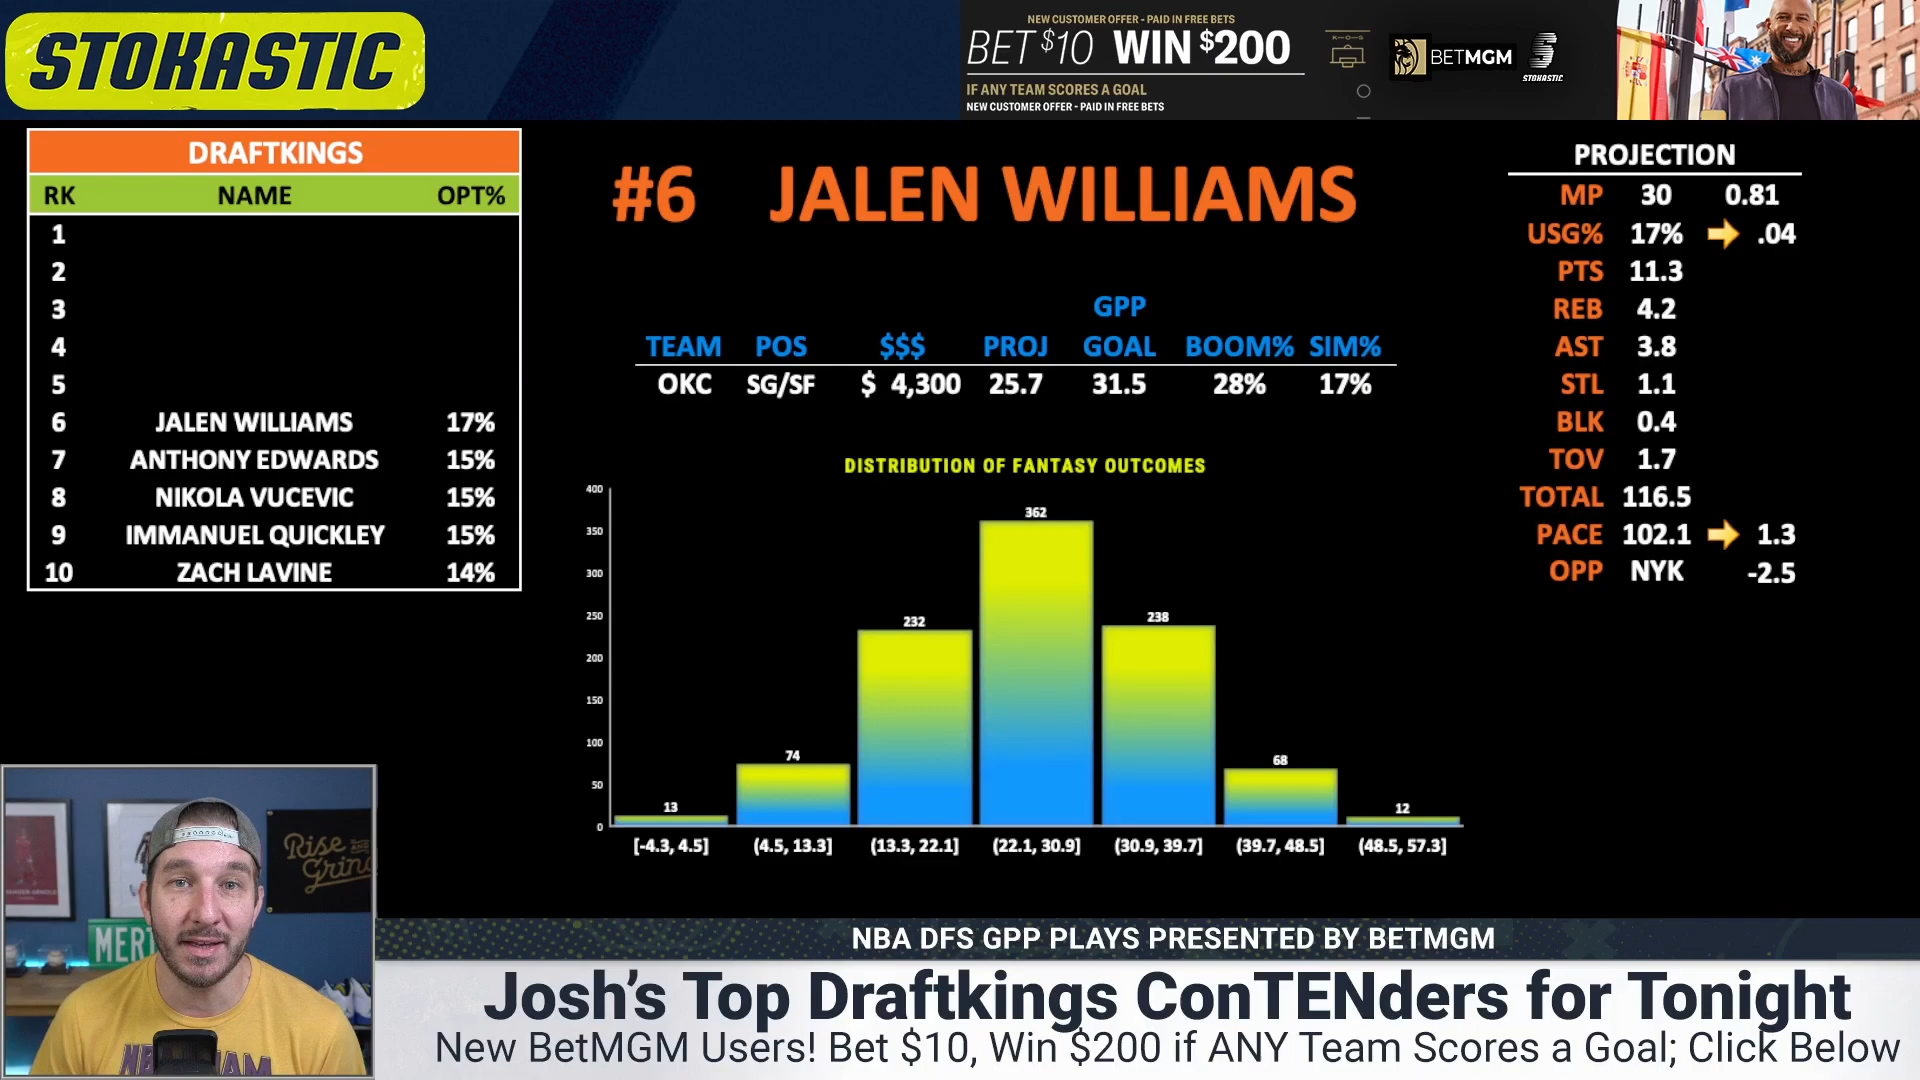 STOKASTIC
NEW CUSTOMER OFFER - PAID IN FREE BETS
BET $10 WIN $200
IF ANY TEAM SCORES A GOAL
NEW CUSTOMER OFFER - PAID IN FREE BETS
BETMGM
STOKASTIC
DRAFTKINGS
RK NAME OPT%
1
2
3
4
5
6 JALEN WILLIAMS 17%
7 ANTHONY EDWARDS 15%
8 NIKOLA VUCEVIC 15%
9 IMMANUEL QUICKLEY 15%
10 ZACH LAVINE 14%
#6 JALEN WILLIAMS
GPP
TEAM POS $$$ PROJ GOAL BOOM% SIM%
OKC SG/SF $ 4,300 25.7 31.5 28% 17%
DISTRIBUTION OF FANTASY OUTCOMES
400
350
300
250
200
150
100
50
0
13 74 232 362 238 68 12
[-4.3, 4.5] (4.5, 13.3] (13.3, 22.1] (22.1, 30.9] (30.9, 39.7] (39.7, 48.5] (48.5, 57.3]
PROJECTION
MP 30 0.81
USG% 17% .04
PTS 11.3
REB 4.2
AST 3.8
STL 1.1
BLK 0.4
TOV 1.7
TOTAL 116.5
PACE 102.1 1.3
OPP NYK -2.5
Rise
AND
Grind
MERT
NBA DFS GPP PLAYS PRESENTED BY BETMGM
Josh's Top Draftkings ConTENders for Tonight
New BetMGM Users! Bet $10, Win $200 if ANY Team Scores a Goal; Click Below